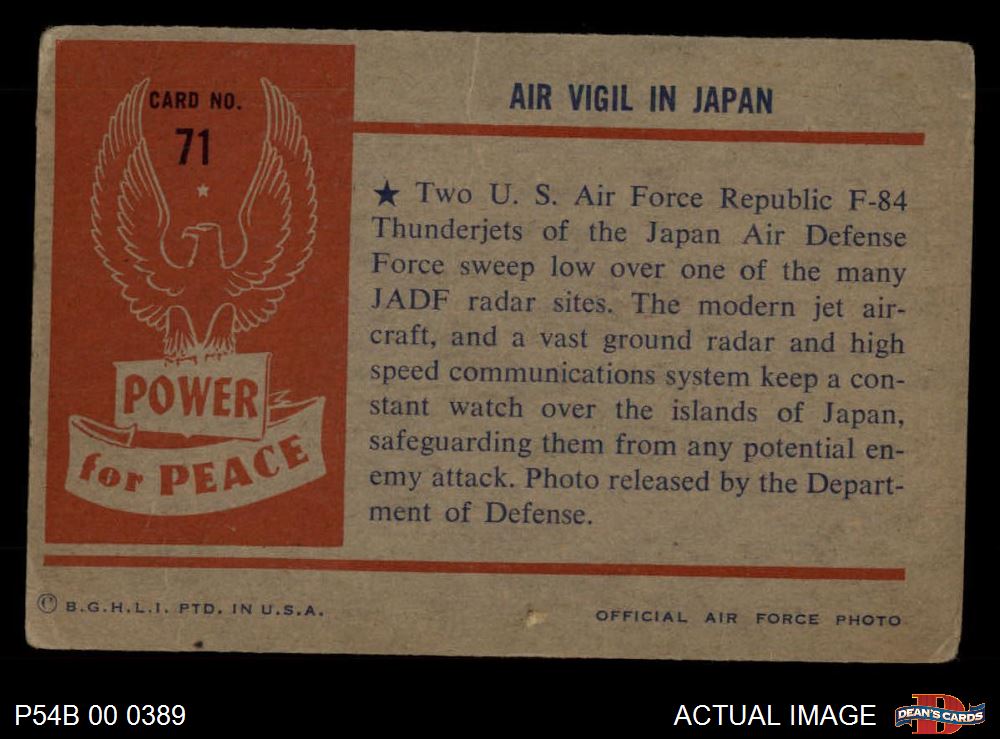 CARD NO.
71
POWER
for PEACE
AIR VIGIL IN JAPAN
★ Two U. S. Air Force Republic F-84
Thunderjets of the Japan Air Defense
Force sweep low over one of the many
JADF radar sites. The modern jet air-
craft, and a vast ground radar and high
speed communications system keep a con-
stant watch over the islands of Japan,
safeguarding them from any potential en-
emy attack. Photo released by the Depart-
ment of Defense.
© B.G.H.L.I. PTD. IN U.S.A.
OFFICIAL AIR FORCE PHOTO
P54B 00 0389
ACTUAL IMAGE
D
DEAN'S CARDS